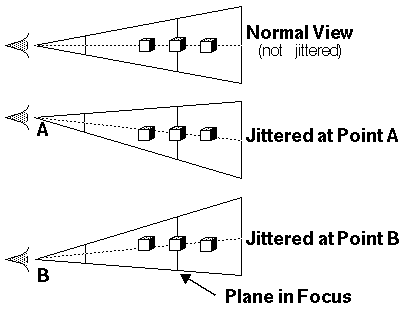 Normal View
(not jittered)
A
Jittered at Point A
Jittered at Point B
B
Plane in Focus